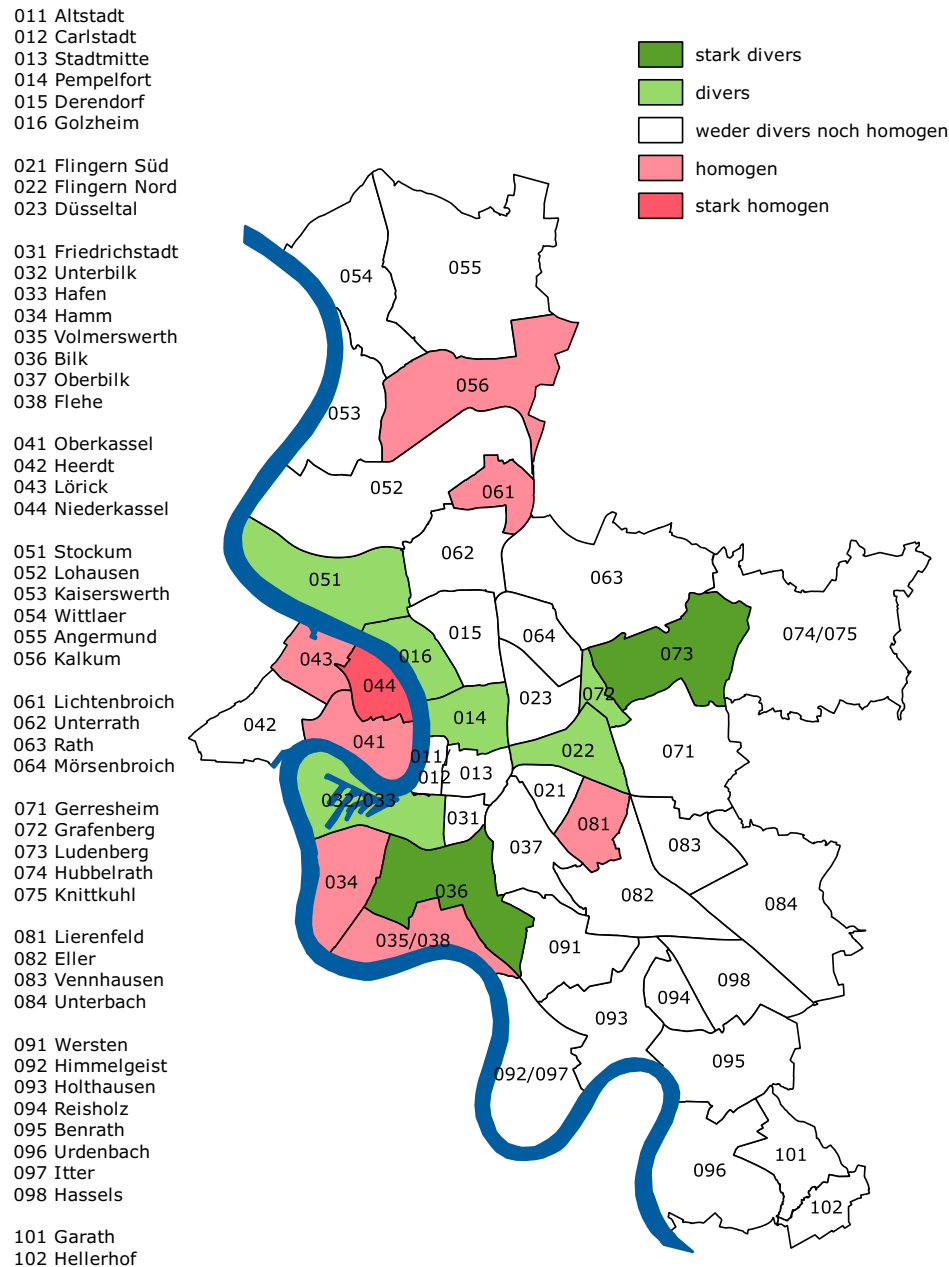 011 Altstadt
012 Carlstadt
013 Stadtmitte
014 Pempelfort
015 Derendorf
016 Golzheim
021 Flingern Süd
022 Flingern Nord
023 Düsseltal
031 Friedrichstadt
032 Unterbilk
033 Hafen
034 Hamm
035 Volmerswerth
036 Bilk
037 Oberbilk
038 Flehe
041 Oberkassel
042 Heerdt
043 Lörick
044 Niederkassel
051 Stockum
052 Lohausen
053 Kaiserswerth
054 Wittlaer
055 Angermund
056 Kalkum
061 Lichtenbroich
062 Unterrath
063 Rath
064 Mörsenbroich
071 Gerresheim
072 Grafenberg
073 Ludenberg
074 Hubbelrath
075 Knittkuhl
081 Lierenfeld
082 Eller
083 Vennhausen
084 Unterbach
091 Wersten
092 Himmelgeist
093 Holthausen
094 Reisholz
095 Benrath
096 Urdenbach
097 Itter
098 Hassels
101 Garath
102 Hellerhof
stark divers
divers
weder divers noch homogen
homogen
stark homogen
055
054
056
053
052
061
062
051
063
015
064
074/075
016
043
073
044
072
023
014
042
041
022
071
011/
012
013
021
032/033
031
081
037
083
034
036
082
084
035/038
091
098
094
093
095
092/097
101
096
102